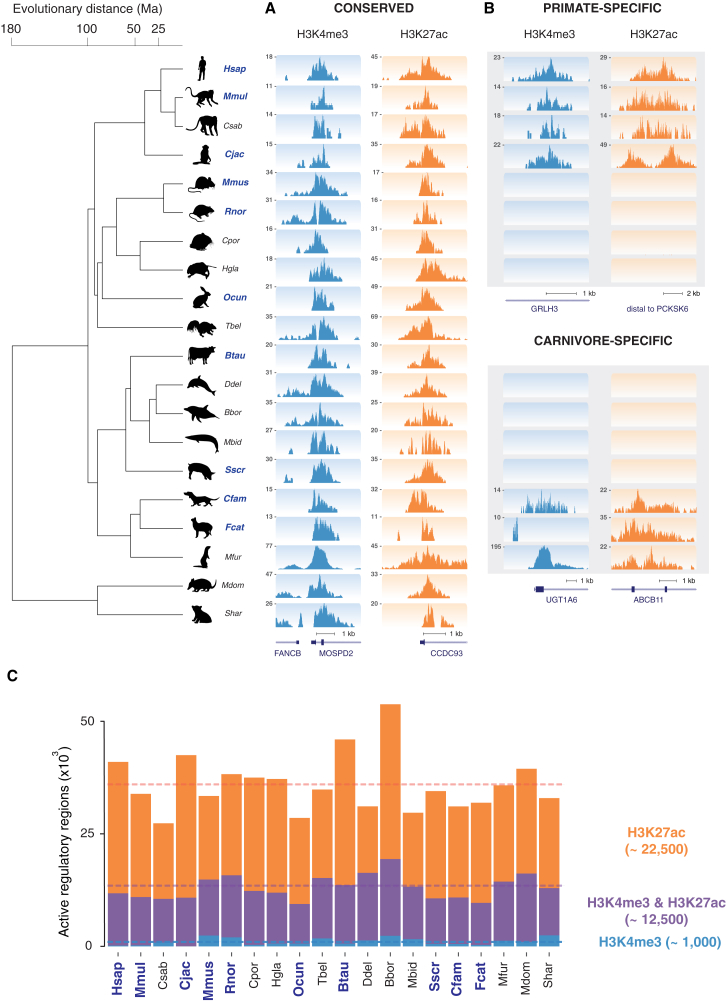 Evolutionary distance (Ma)
180 100 50 25
A CONSERVED
H3K4me3 H3K27ac
B PRIMATE-SPECIFIC
H3K4me3 H3K27ac
Hsap 18 45 23 29
Mmul 11 19 14 16
Csab 14 24 18 14
Cjac 15 35 22 49
Mmus 34 17
Rnor 31 16
Cpor 16 31
Hgla 18 45
Ocun 21 49
Tbel 35 69
Btau 20 30
Ddel 31 39
Bbor 35 25
Mbid 27 20
Sscr 30 35
Cfam 15 32 14 22
Fcat 13 11 10 35
Mfur 77 45 195 22
Mdom 47 33
Shar 26 20
1 kb 2 kb
GRLH3 distal to PCKSK6
CARNIVORE-SPECIFIC
1 kb 1 kb
UGT1A6 ABCB11
1 kb 1 kb
FANCB MOSPD2 CCDC93
C
Active regulatory regions (x10³)
50
25
0
Hsap Mmul Csab Cjac Mmus Rnor Cpor Hgla Ocun Tbel Btau Ddel Bbor Mbid Sscr Cfam Fcat Mfur Mdom Shar
H3K27ac
(~ 22,500)
H3K4me3 & H3K27ac
(~ 12,500)
H3K4me3 (~ 1,000)